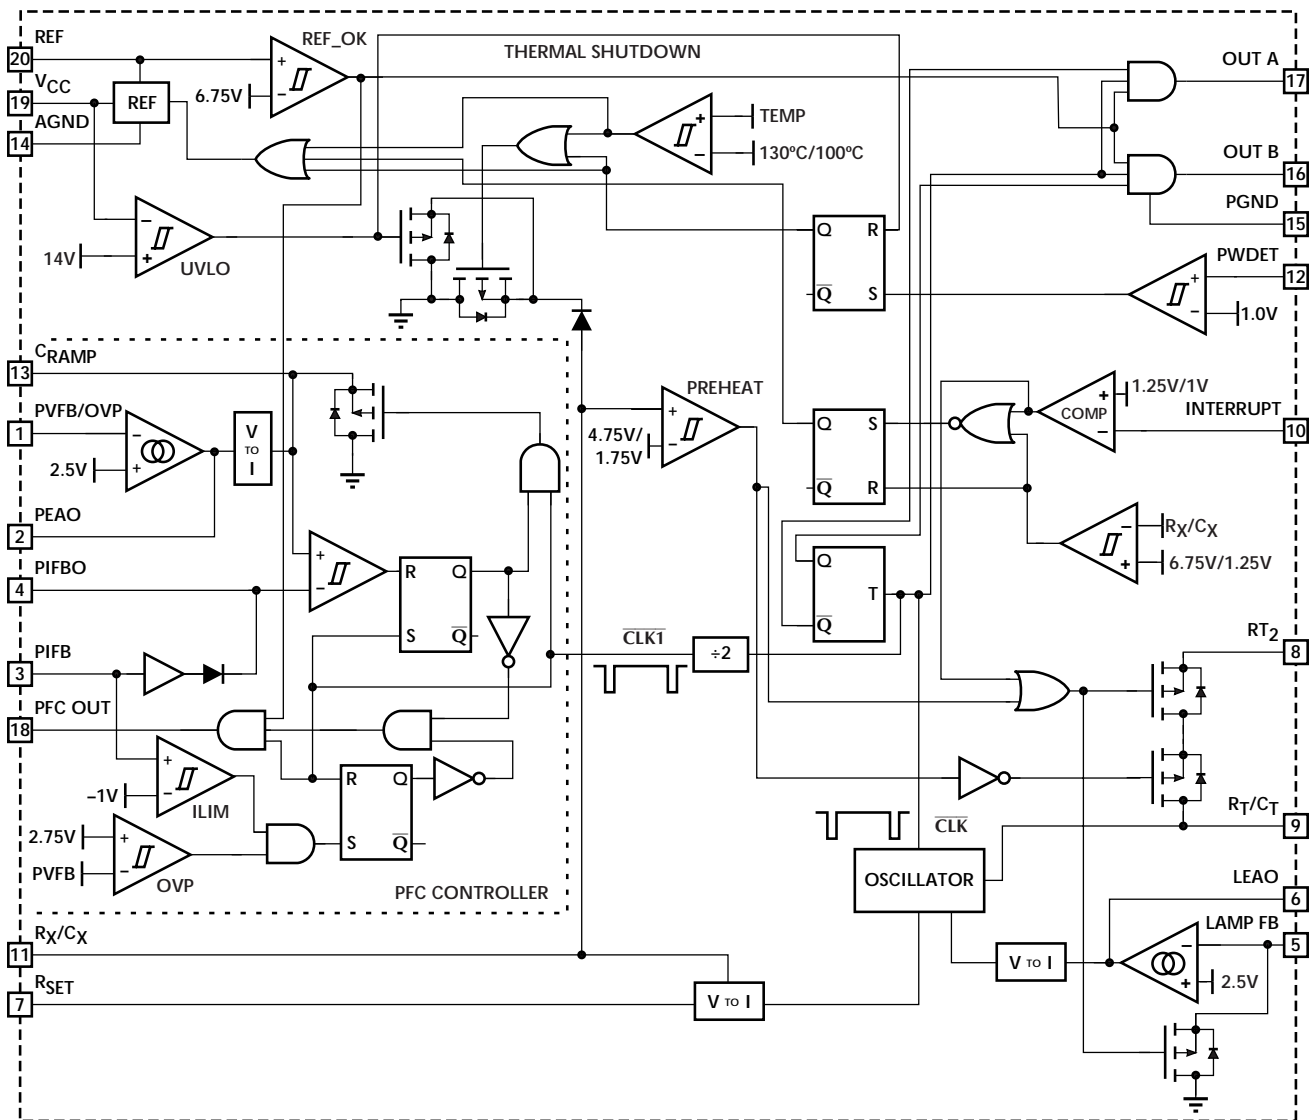 REF
20
REF_OK
THERMAL SHUTDOWN
OUT A
17
VCC
19
REF
6.75V
+
−
AGND
14
TEMP
+
−
130ºC/100ºC
OUT B
16
PGND
15
Q
R
Q
S
14V
−
+
UVLO
PWDET
12
+
−
1.0V
CRAMP
13
PREHEAT
+
−
4.75V/
1.75V
1.25V/1V
+
−
COMP
INTERRUPT
10
PVFB/OVP
1
−
+
2.5V
V
TO
I
Q
S
Q
R
PEAO
2
RX/CX
−
+
6.75V/1.25V
PIFBO
4
+
−
R
Q
S
Q
Q
T
Q
PIFB
3
CLK1
÷2
RT2
8
PFC OUT
18
+
−
−1V
ILIM
R
Q
S
Q
2.75V
+
−
PVFB
OVP
PFC CONTROLLER
CLK
RT/CT
9
OSCILLATOR
LEAO
6
LAMP FB
5
−
+
2.5V
V TO I
RX/CX
11
RSET
7
V TO I